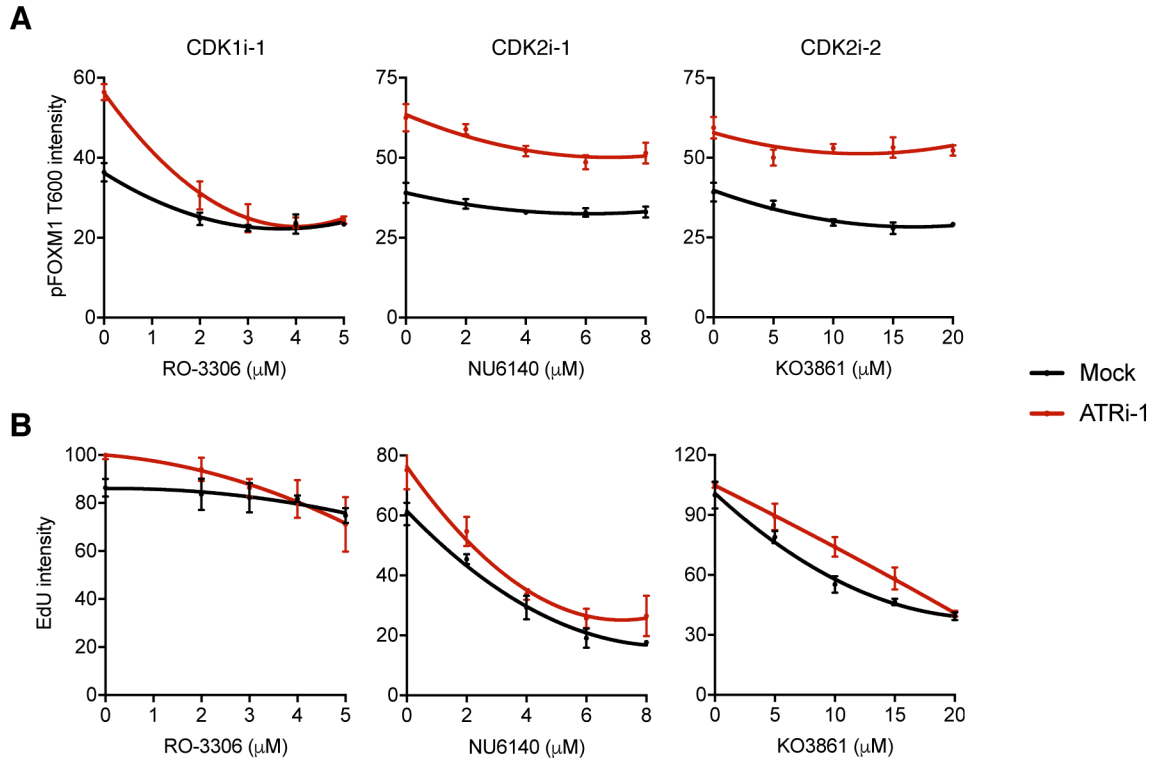 A
CDK1i-1 CDK2i-1 CDK2i-2
pFOXM1 T600 intensity
60
40
20
0
0 1 2 3 4 5
RO-3306 (μM)
75
50
25
0
0 2 4 6 8
NU6140 (μM)
75
50
25
0
0 5 10 15 20
KO3861 (μM)
Mock
ATRi-1
B
EdU intensity
100
80
60
40
20
0
0 1 2 3 4 5
RO-3306 (μM)
80
60
40
20
0
0 2 4 6 8
NU6140 (μM)
120
90
60
30
0
0 5 10 15 20
KO3861 (μM)